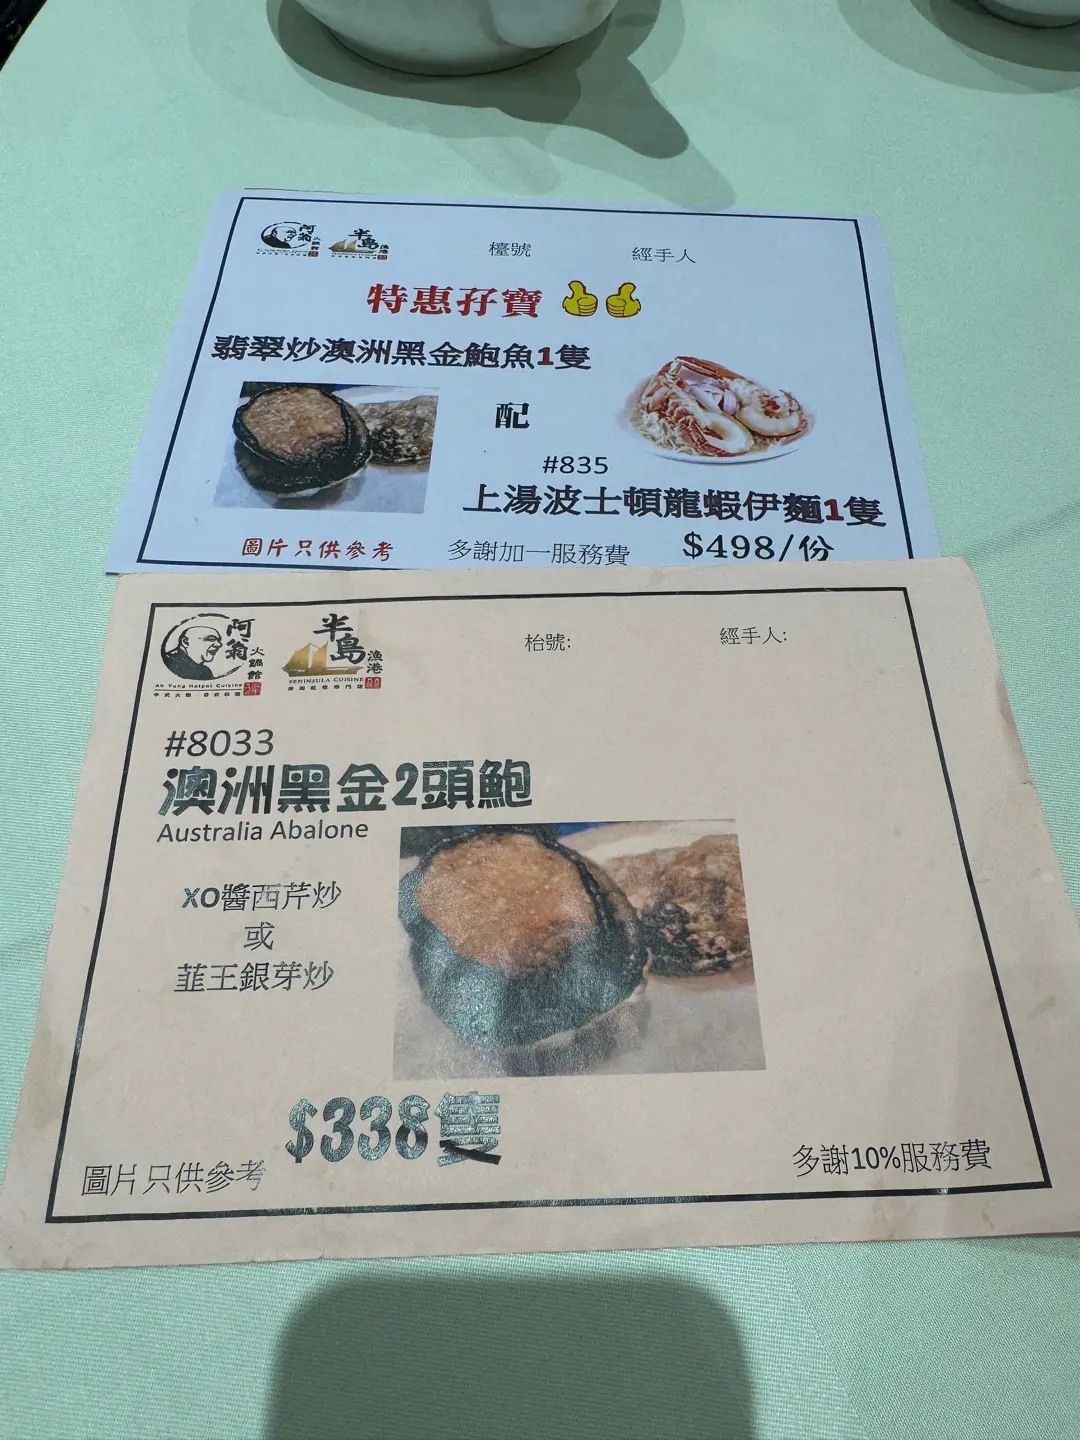 阿翁 火鍋館 半島 漁港
檯號 經手人
特惠孖寶
翡翠炒澳洲黑金鮑魚1隻
配
#835
上湯波士頓龍蝦伊麵1隻
圖片只供參考 多謝加一服務費 $498/份
阿翁 火鍋館 半島 漁港
Ah Yung Hotpot Cuisine PENINSULA CUISINE
枱號: 經手人:
#8033
澳洲黑金2頭鮑
Australia Abalone
XO醬西芹炒
或
韮王銀芽炒
$338隻
圖片只供參考 多謝10%服務費